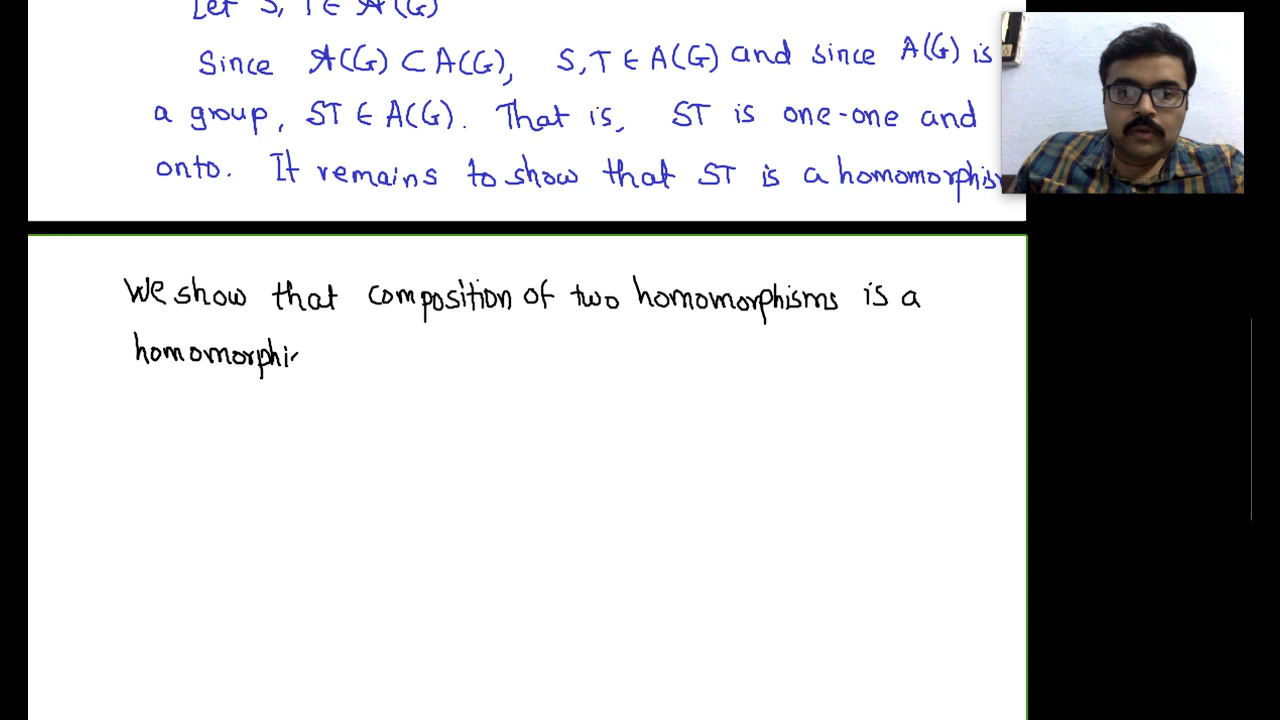 Let S, T ∈ 𝒜(G)
Since 𝒜(G) ⊂ A(G), S,T ∈ A(G) and since A(G) is
a group, ST ∈ A(G). That is, ST is one-one and
onto. It remains to show that ST is a homomorphis
We show that composition of two homomorphisms is a
homomorphi